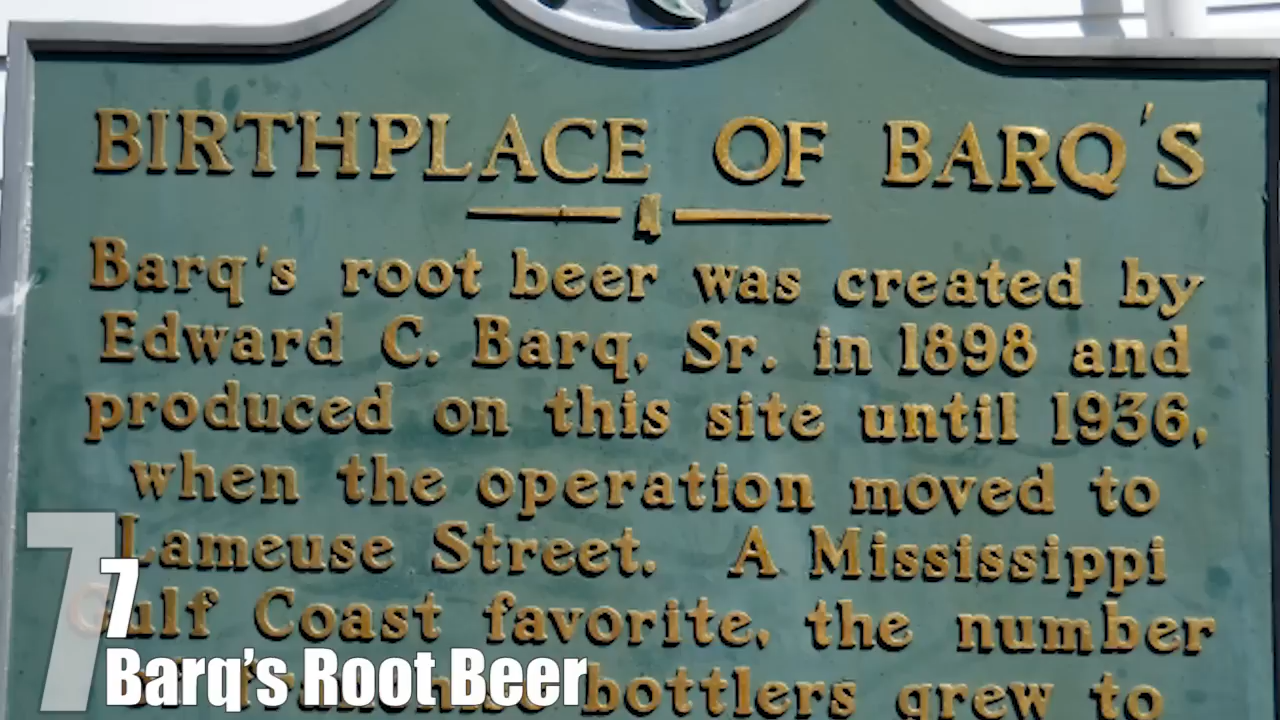 BIRTHPLACE OF BARQ'S
Barq's root beer was created by
Edward C. Barq, Sr. in 1898 and
produced on this site until 1936,
when the operation moved to
Lameuse Street. A Mississippi
Gulf Coast favorite, the number
bottlers grew to
7
7
Barq's Root Beer